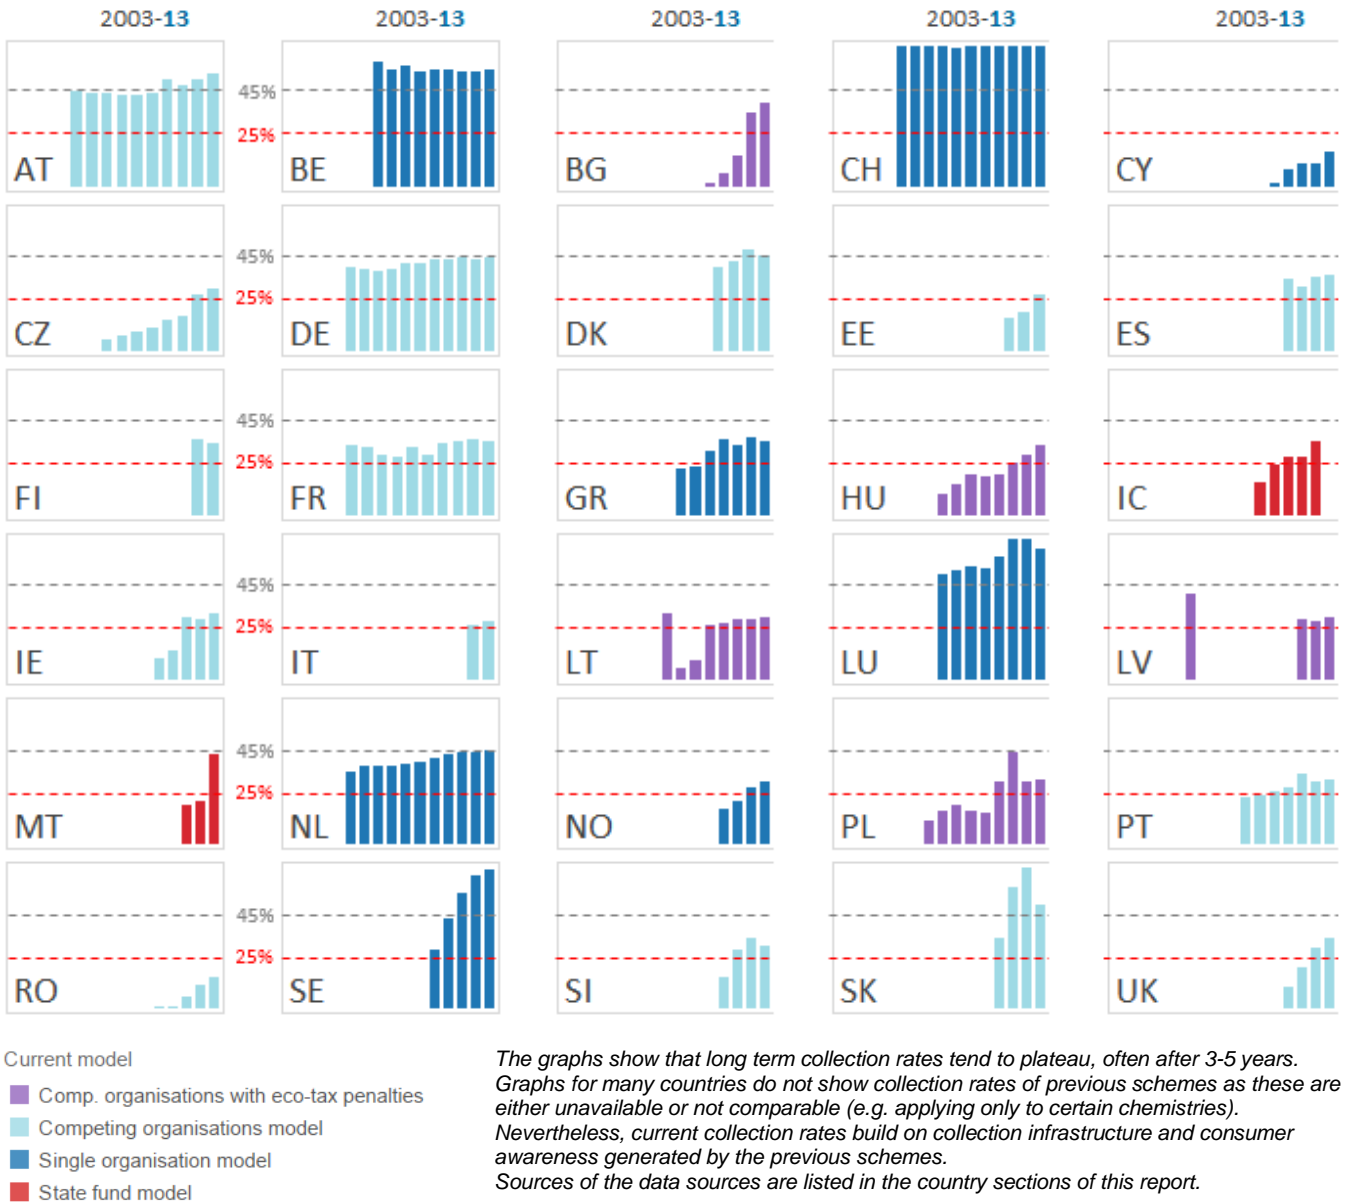 2003-13 2003-13 2003-13 2003-13 2003-13
45%
25%
AT BE BG CH CY
45%
25%
CZ DE DK EE ES
45%
25%
FI FR GR HU IC
45%
25%
IE IT LT LU LV
45%
25%
MT NL NO PL PT
45%
25%
RO SE SI SK UK
Current model
Comp. organisations with eco-tax penalties
Competing organisations model
Single organisation model
State fund model
The graphs show that long term collection rates tend to plateau, often after 3-5 years.
Graphs for many countries do not show collection rates of previous schemes as these are
either unavailable or not comparable (e.g. applying only to certain chemistries).
Nevertheless, current collection rates build on collection infrastructure and consumer
awareness generated by the previous schemes.
Sources of the data sources are listed in the country sections of this report.